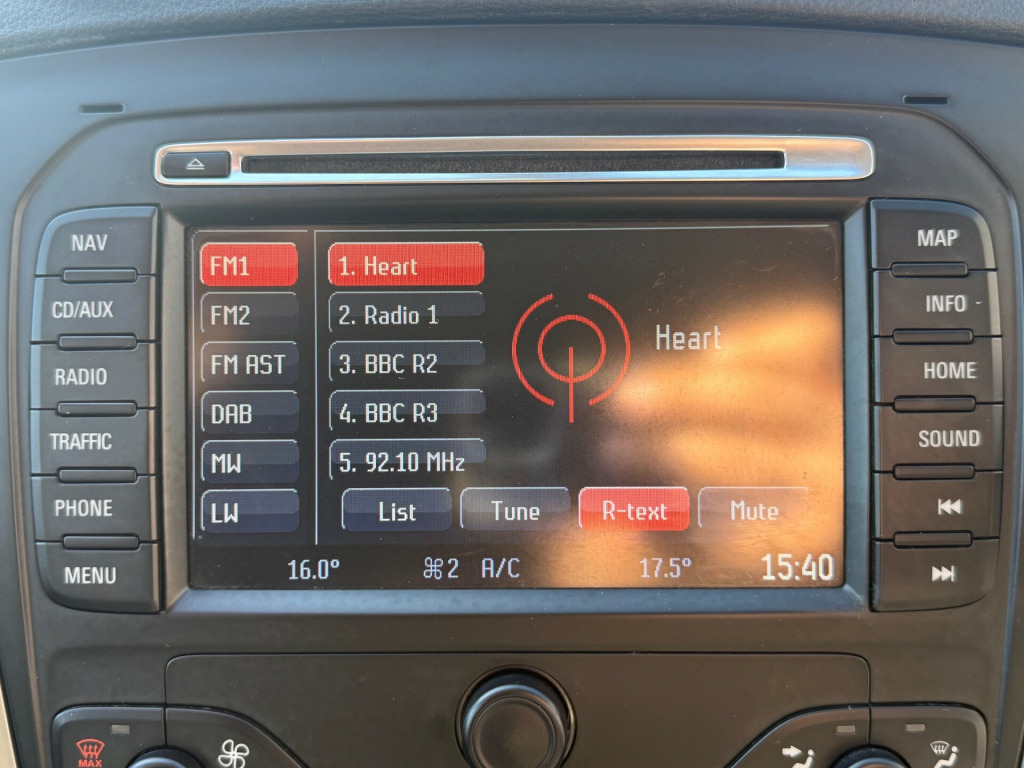 NAV
CD/AUX
RADIO
TRAFFIC
PHONE
MENU
FM1
FM2
FM AST
DAB
MW
LW
1. Heart
2. Radio 1
3. BBC R2
4. BBC R3
5. 92.10 MHz
Heart
List Tune R-text Mute
16.0° 2 A/C 17.5° 15:40
MAP
INFO
HOME
SOUND
MAX